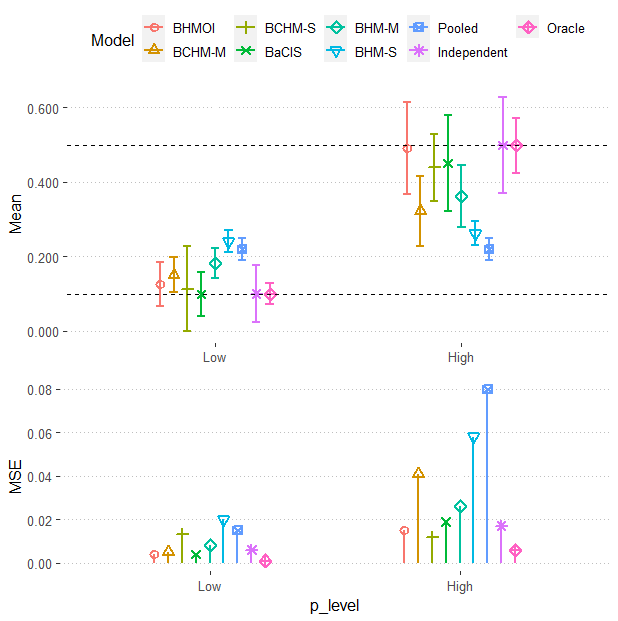 Model BHMOI BCHM-S BHM-M Pooled Oracle
BCHM-M BaCIS BHM-S Independent
0.600
0.400
0.200
0.000
Mean
Low High
0.08
0.06
0.04
0.02
0.00
MSE
Low High
p_level